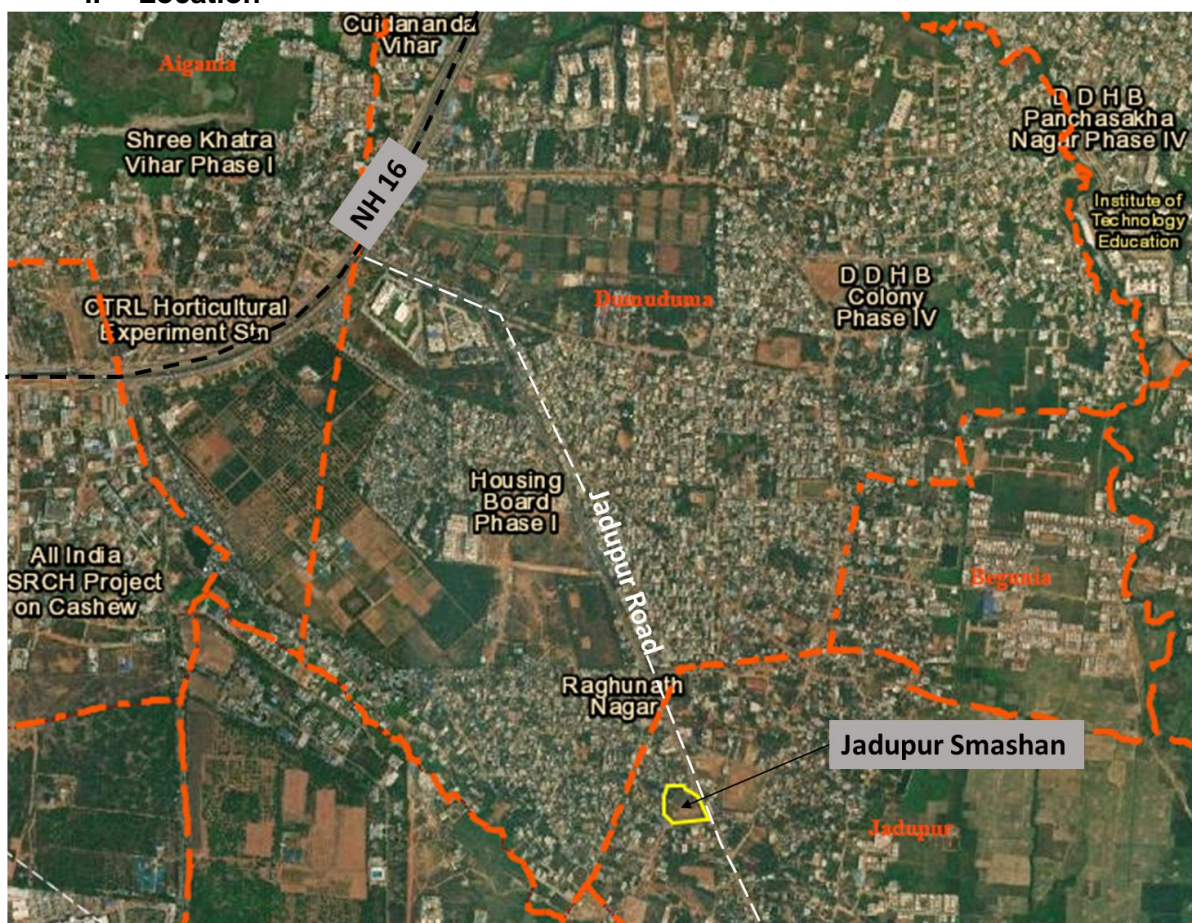 Location
Cuidananda
Vihar
Aigania
D D H B
Panchasakha
Nagar Phase IV
Shree Khatra
Vihar Phase I
NH 16
Institute of
Technology
Education
D D H B
Colony
Phase IV
Dumuduma
CTRL Horticultural
Experiment Stn
Housing
Board
Phase I
Jadupur Road
All India
SRCH Project
on Cashew
Begunia
Raghunath
Nagar
Jadupur Smashan
Jadupur